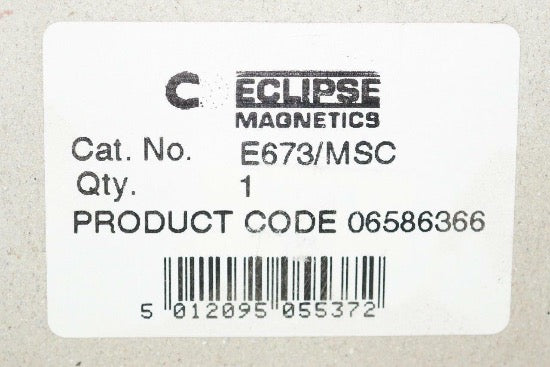 C ECLIPSE
MAGNETICS
Cat. No. E673/MSC
Qty. 1
PRODUCT CODE 06586366
5 012095 055372